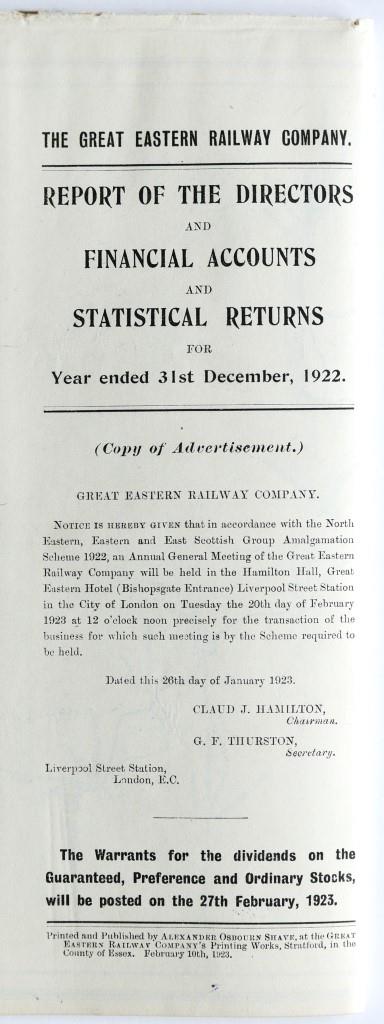 THE GREAT EASTERN RAILWAY COMPANY.
REPORT OF THE DIRECTORS
AND
FINANCIAL ACCOUNTS
AND
STATISTICAL RETURNS
FOR
Year ended 31st December, 1922.
(Copy of Advertisement.)
GREAT EASTERN RAILWAY COMPANY.
NOTICE IS HEREBY GIVEN that in accordance with the North
Eastern, Eastern and East Scottish Group Amalgamation
Scheme 1922, an Annual General Meeting of the Great Eastern
Railway Company will be held in the Hamilton Hall, Great
Eastern Hotel (Bishopsgate Entrance) Liverpool Street Station
in the City of London on Tuesday the 20th day of February
1923 at 12 o'clock noon precisely for the transaction of the
business for which such meeting is by the Scheme required to
be held.
Dated this 26th day of January 1923.
CLAUD J. HAMILTON,
Chairman.
G. F. THURSTON,
Secretary.
Liverpool Street Station,
London, E.C.
The Warrants for the dividends on the
Guaranteed, Preference and Ordinary Stocks,
will be posted on the 27th February, 1923.
Printed and Published by ALEXANDER OSBOURN SHAVE, at the GREAT
EASTERN RAILWAY COMPANY'S Printing Works, Stratford, in the
County of Essex. February 10th, 1923.